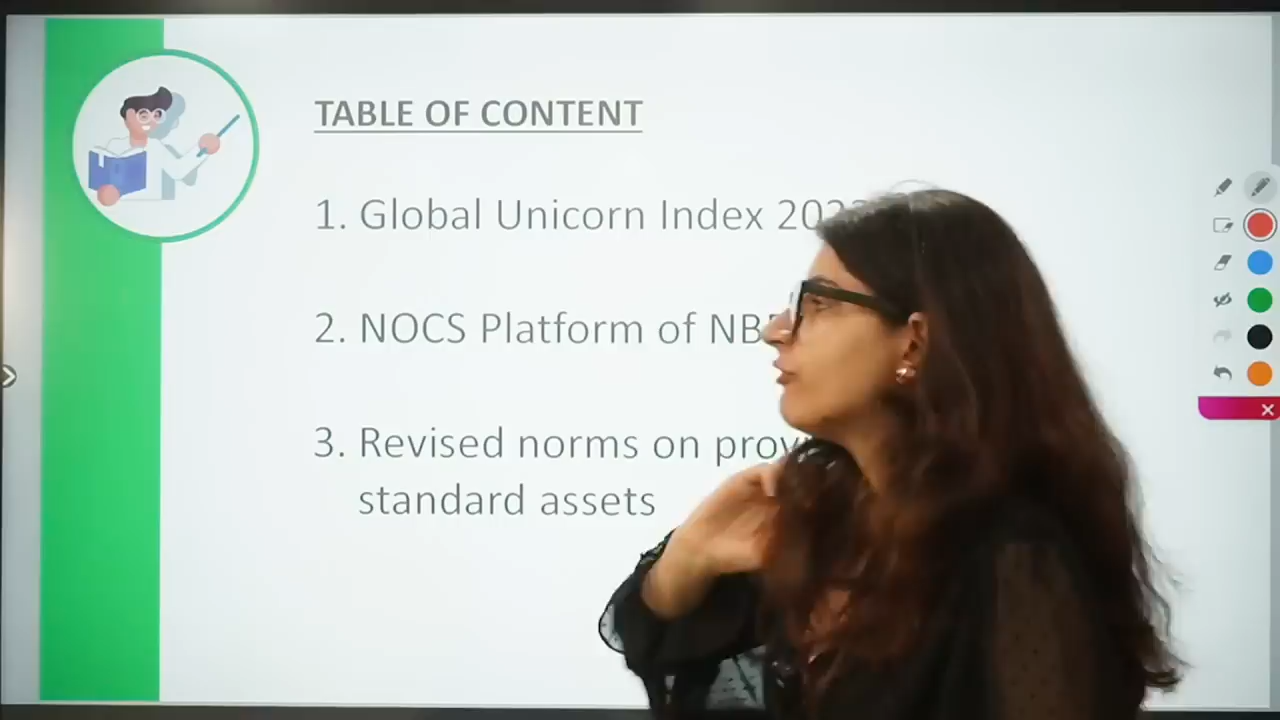 TABLE OF CONTENT
1. Global Unicorn Index
2. NOCS Platform of
3. Revised norms on
standard assets